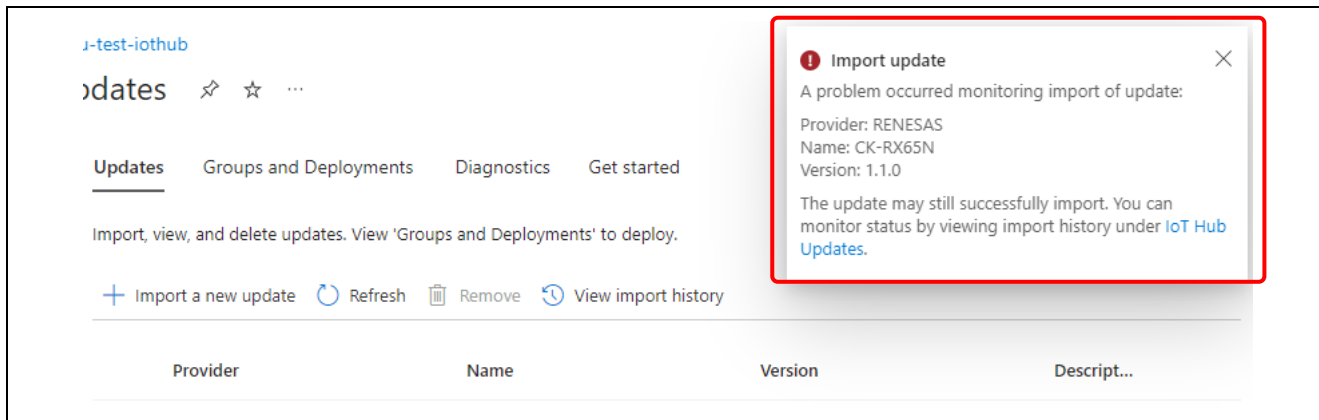 u-test-iothub
odates
Updates Groups and Deployments Diagnostics Get started
Import, view, and delete updates. View 'Groups and Deployments' to deploy.
Import a new update Refresh Remove View import history
Provider Name Version Descript...
Import update
A problem occurred monitoring import of update:
Provider: RENESAS
Name: CK-RX65N
Version: 1.1.0
The update may still successfully import. You can
monitor status by viewing import history under IoT Hub
Updates.